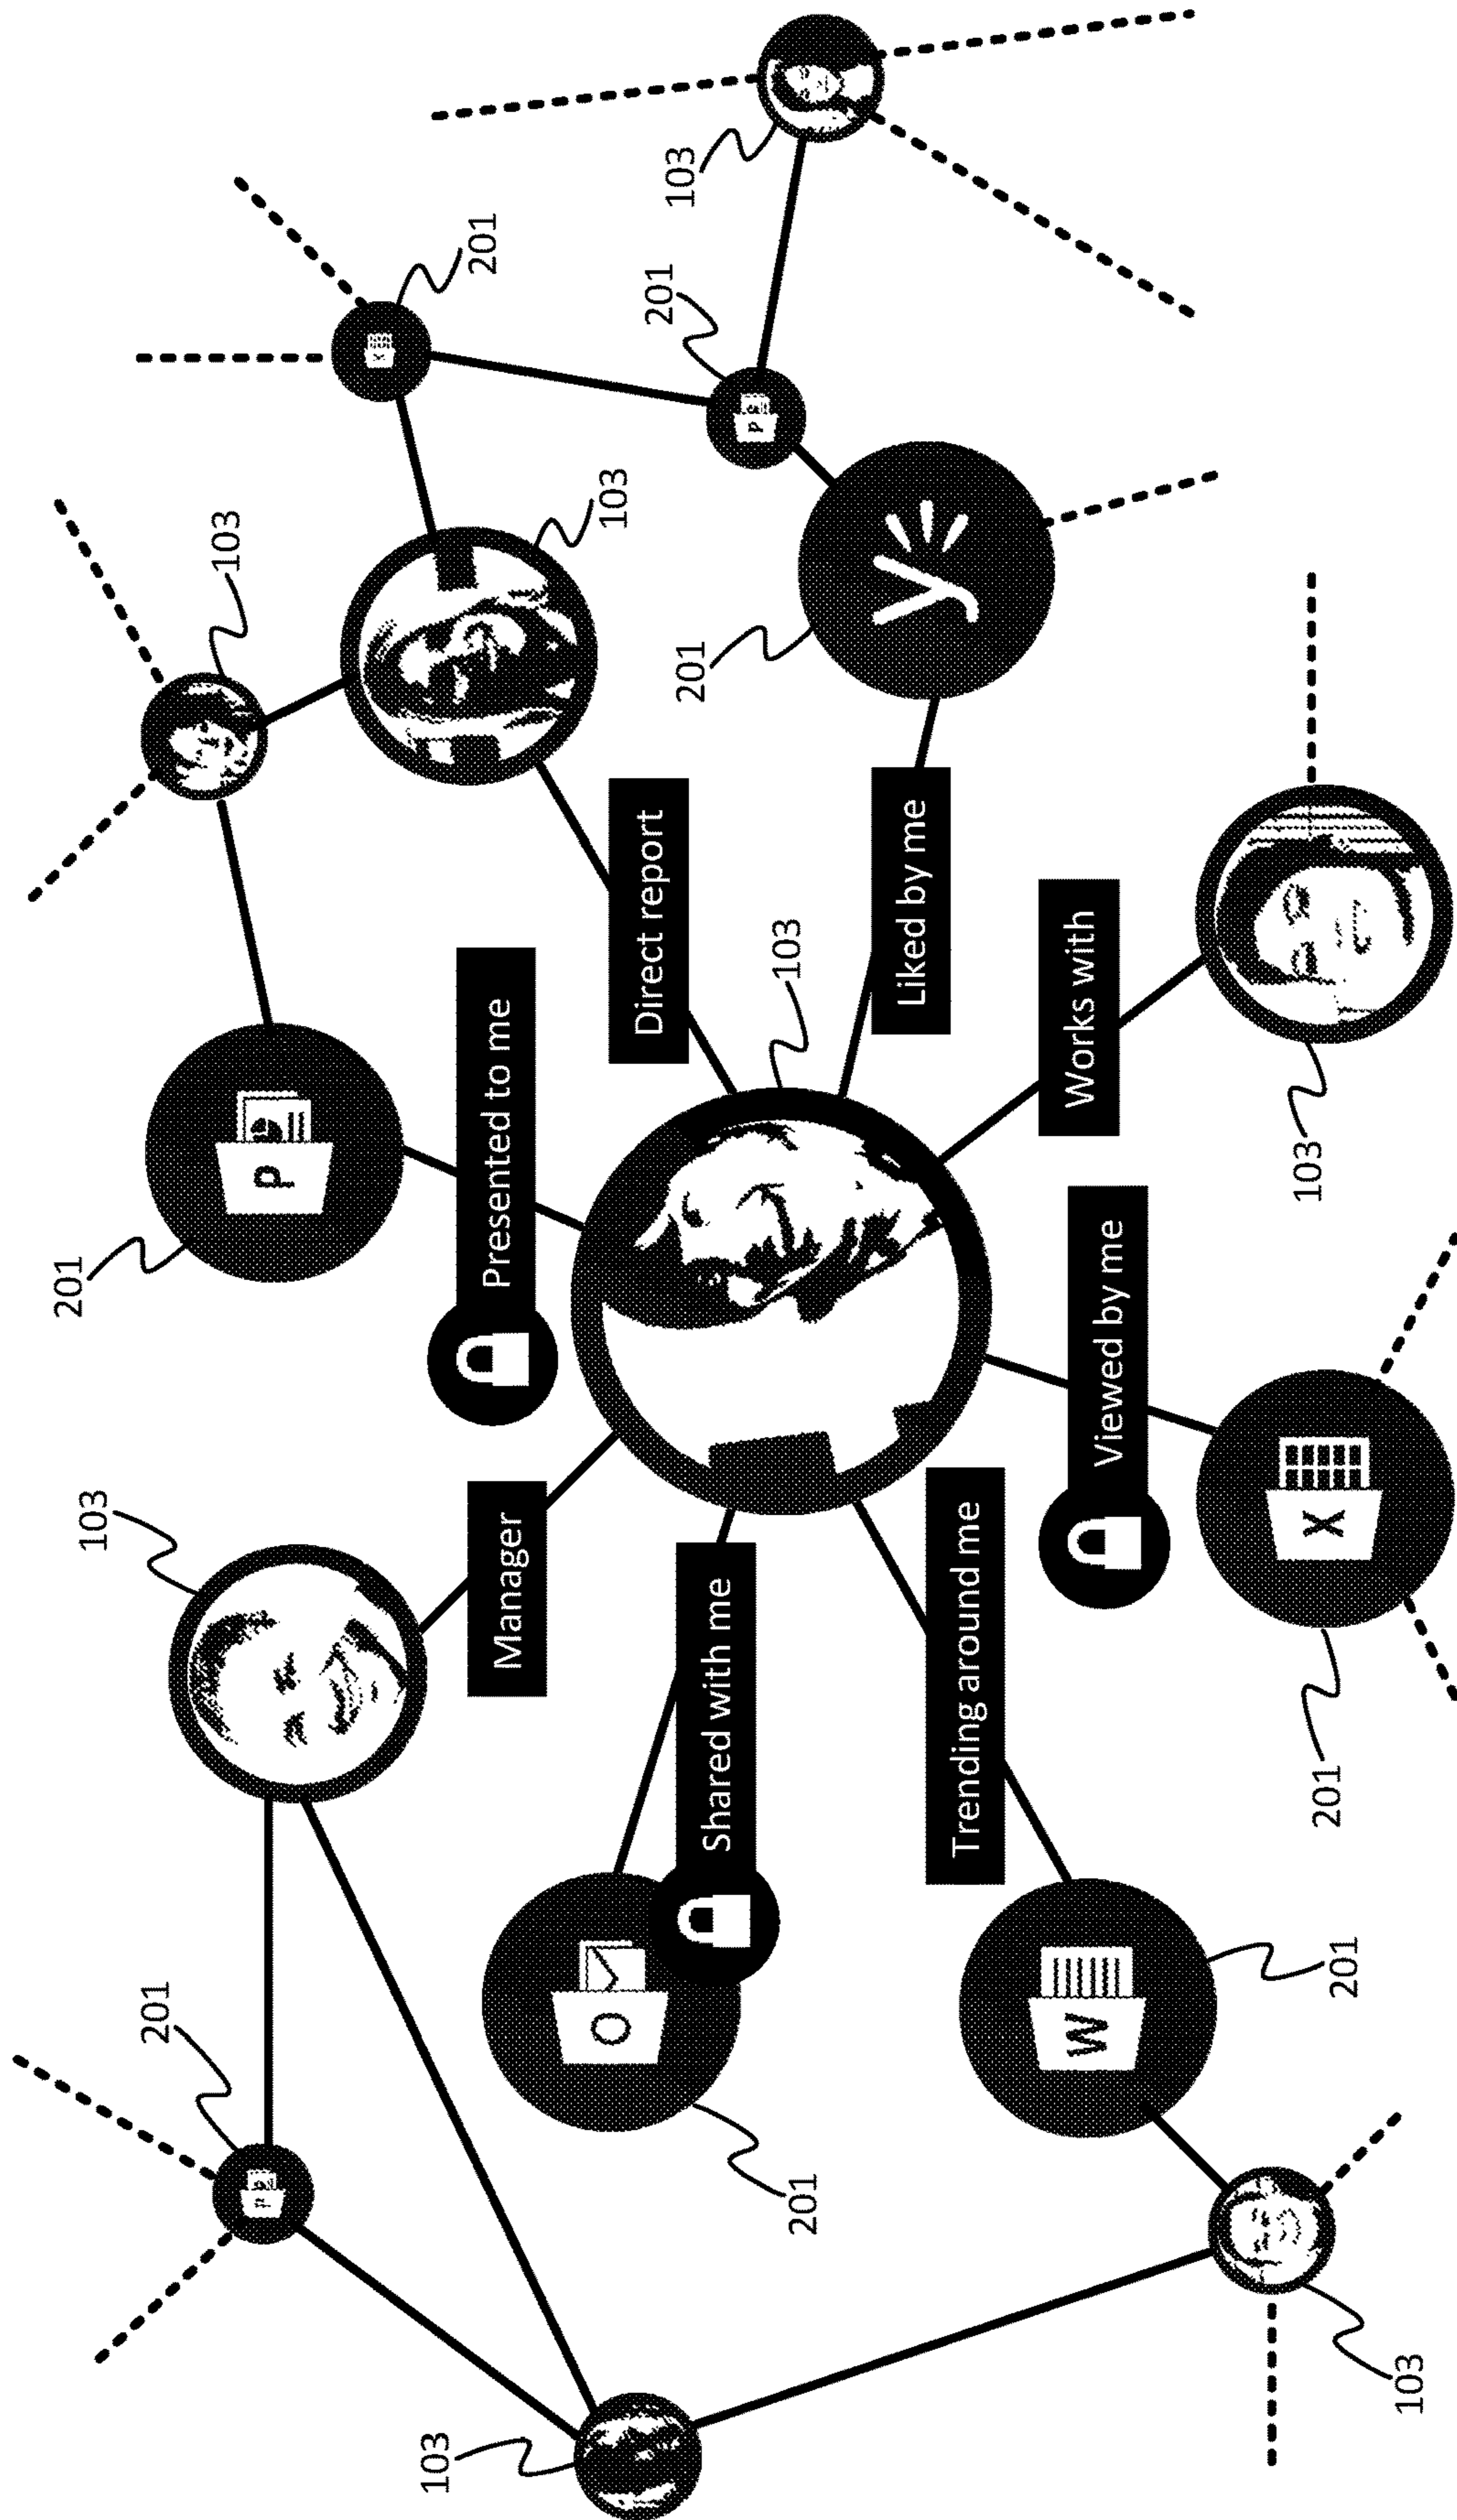 201
103
201
103
P
X
103
201
Presented to me
Manager
103
O
Direct report
201
103
201
Shared with me
P
103
201
y
Liked by me
Trending around me
Works with
W
Viewed by me
103
201
X
201
103